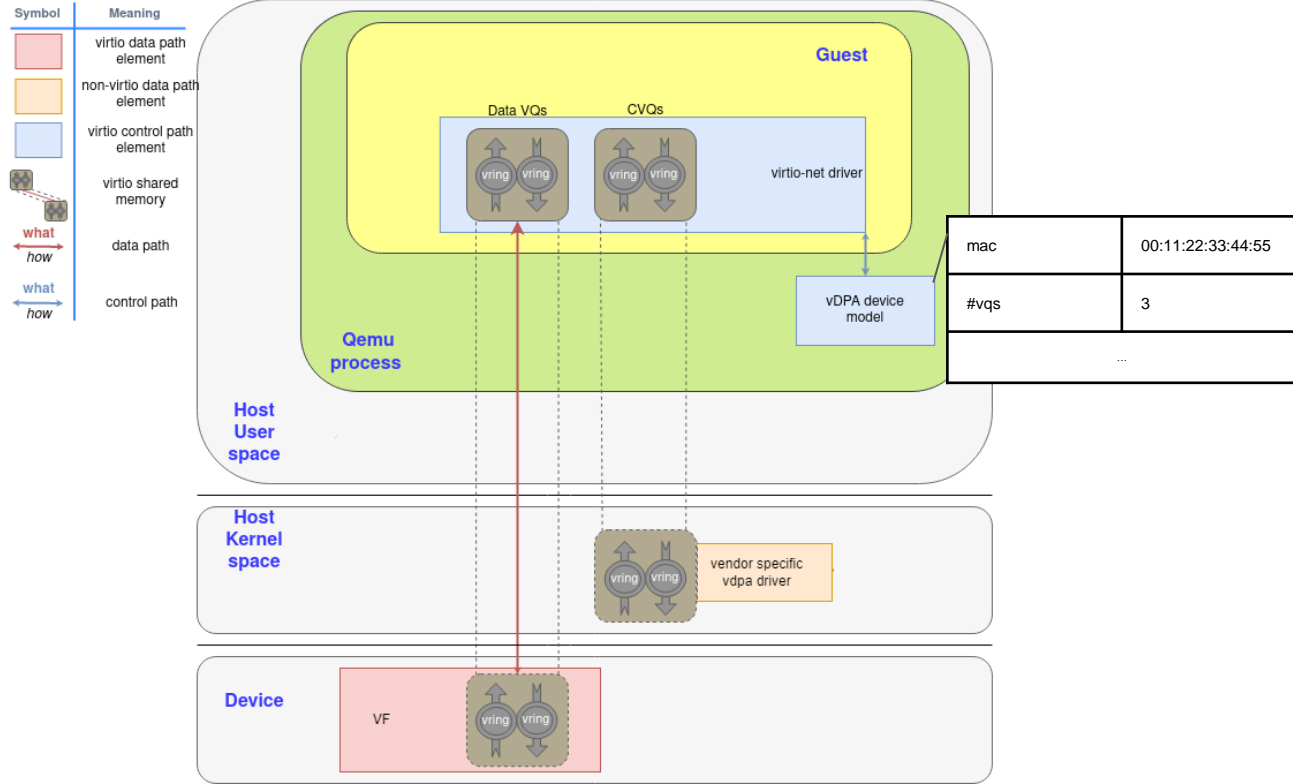 Symbol
Meaning
virtio data path
element
non-virtio data path
element
virtio control path
element
virtio shared
memory
what
how
data path
what
how
control path
Guest
Data VQs
CVQs
vring
vring
vring
vring
virtio-net driver
vDPA device
model
mac
00:11:22:33:44:55
#vqs
3
...
Qemu
process
Host
User
space
Host
Kernel
space
vring
vring
vendor specific
vdpa driver
Device
VF
vring
vring